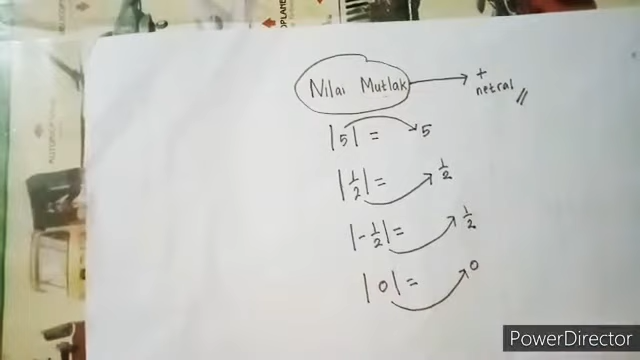 Nilai Mutlak → +
netral //
|5| = 5
|1/2| = 1/2
|-1/2| = 1/2
|0| = 0
PowerDirector